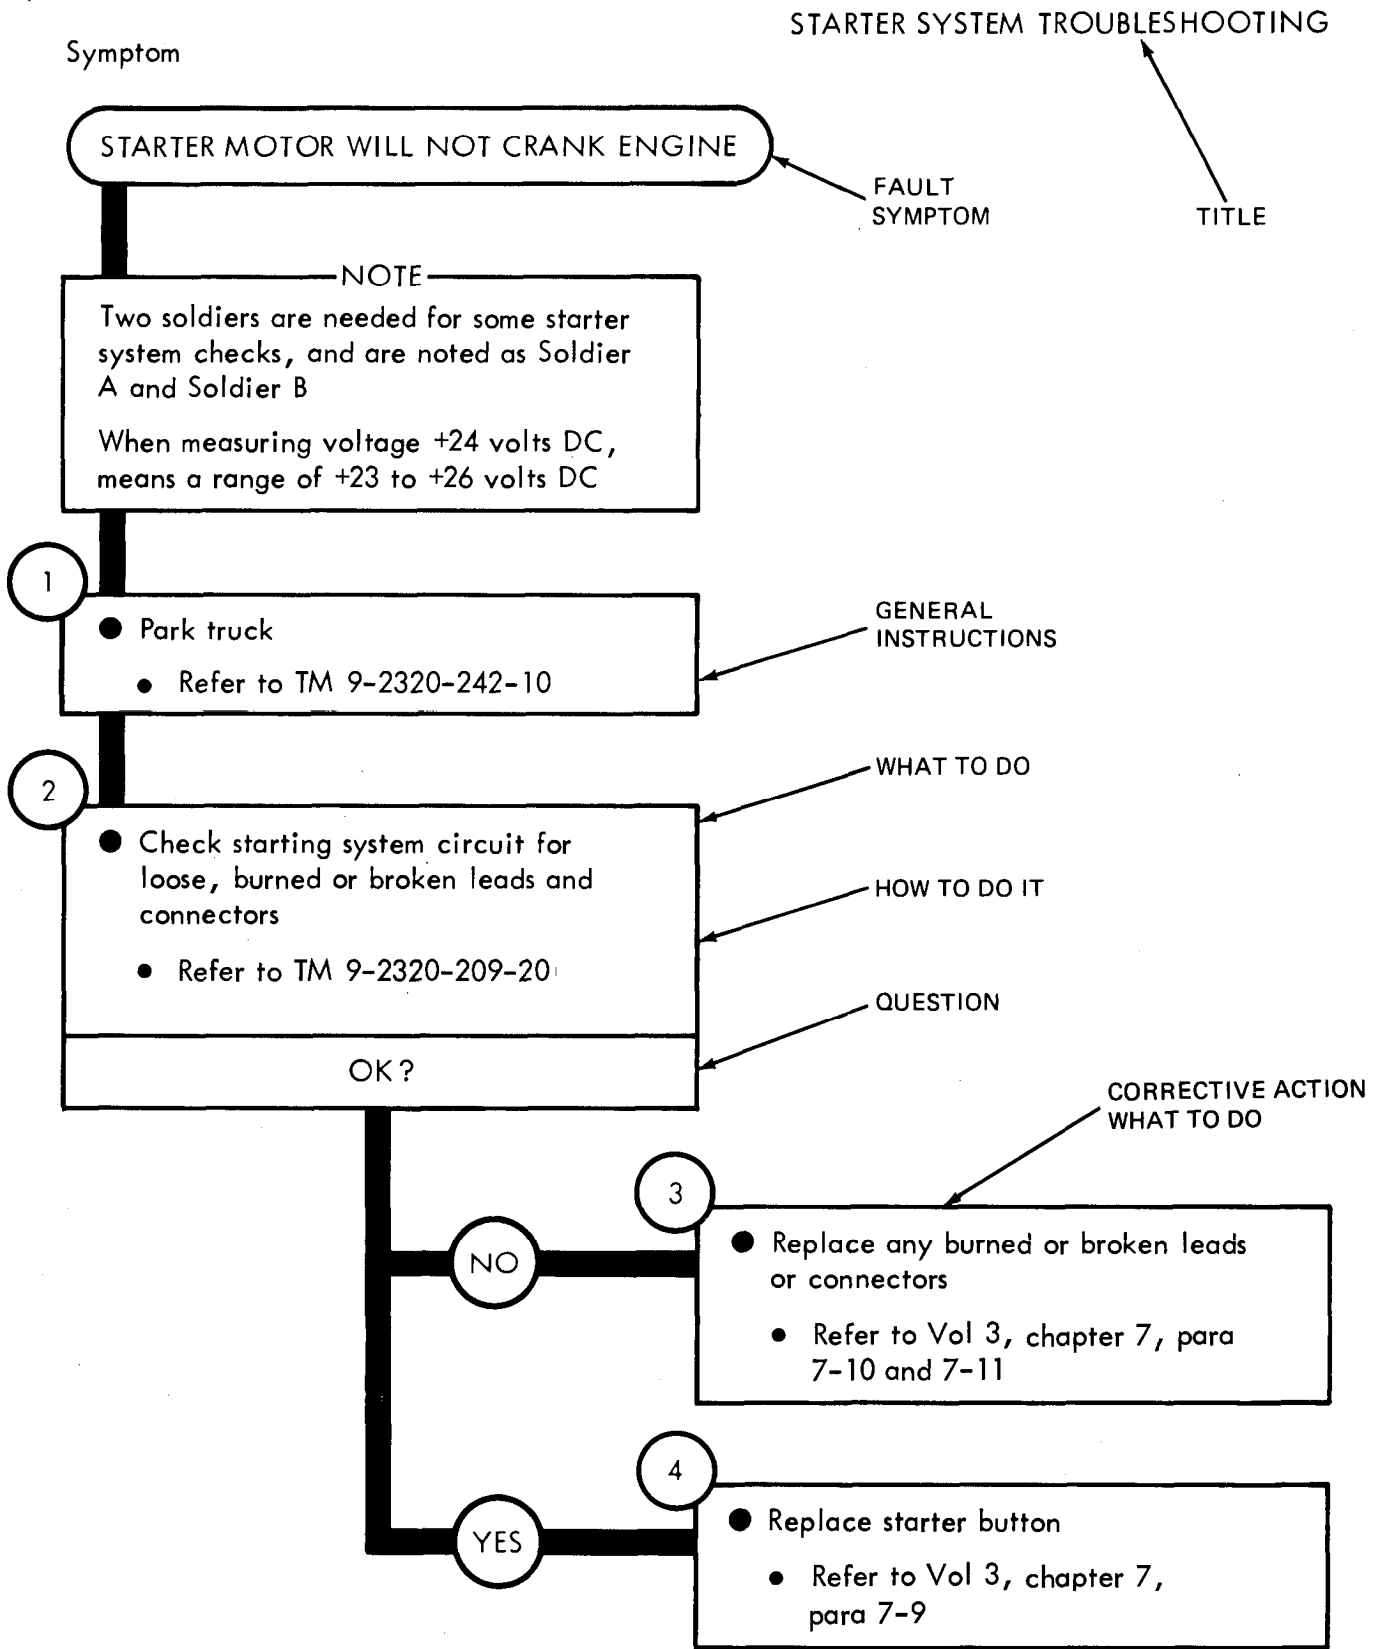 STARTER SYSTEM TROUBLESHOOTING
Symptom
STARTER MOTOR WILL NOT CRANK ENGINE
FAULT
SYMPTOM
TITLE
NOTE
Two soldiers are needed for some starter
system checks, and are noted as Soldier
A and Soldier B
When measuring voltage +24 volts DC,
means a range of +23 to +26 volts DC
1
● Park truck
● Refer to TM 9-2320-242-10
GENERAL
INSTRUCTIONS
2
● Check starting system circuit for
loose, burned or broken leads and
connectors
● Refer to TM 9-2320-209-20
WHAT TO DO
HOW TO DO IT
QUESTION
OK?
CORRECTIVE ACTION
WHAT TO DO
NO
3
● Replace any burned or broken leads
or connectors
● Refer to Vol 3, chapter 7, para
7-10 and 7-11
YES
4
● Replace starter button
● Refer to Vol 3, chapter 7,
para 7-9